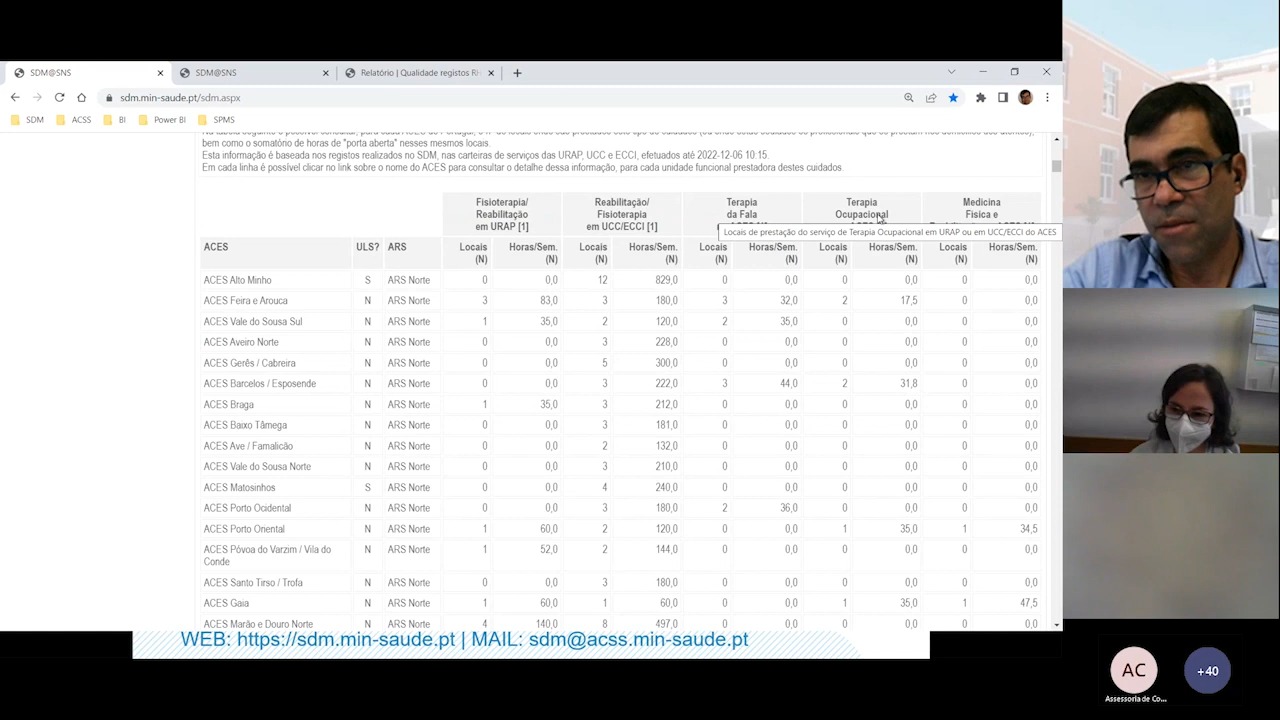 SDM@SNS
SDM@SNS
Relatório | Qualidade registos RH
sdm.min-saude.pt/sdm.aspx
SDM ACSS BI Power BI SPMS
bem como o somatório de horas de "porta aberta" nesses mesmos locais.
Esta informação é baseada nos registos realizados no SDM, nas carteiras de serviços das URAP, UCC e ECCI, efetuados até 2022-12-06 10:15.
Em cada linha é possível clicar no link sobre o nome do ACES para consultar o detalhe dessa informação, para cada unidade funcional prestadora destes cuidados.
Fisioterapia/ Reabilitação/ Terapia Terapia Medicina
Reabilitação Fisioterapia da Fala Ocupacional Física e
em URAP [1] em UCC/ECCI [1]
Locais de prestação do serviço de Terapia Ocupacional em URAP ou em UCC/ECCI do ACES
ACES ULS? ARS Locais Horas/Sem. Locais Horas/Sem. Locais Horas/Sem. Locais Horas/Sem. Locais Horas/Sem.
(N) (N) (N) (N) (N) (N) (N) (N) (N) (N)
ACES Alto Minho S ARS Norte 0 0,0 12 829,0 0 0,0 0 0,0 0 0,0
ACES Feira e Arouca N ARS Norte 3 83,0 3 180,0 3 32,0 2 17,5 0 0,0
ACES Vale do Sousa Sul N ARS Norte 1 35,0 2 120,0 2 35,0 0 0,0 0 0,0
ACES Aveiro Norte N ARS Norte 0 0,0 3 228,0 0 0,0 0 0,0 0 0,0
ACES Gerês / Cabreira N ARS Norte 0 0,0 5 300,0 0 0,0 0 0,0 0 0,0
ACES Barcelos / Esposende N ARS Norte 0 0,0 3 222,0 3 44,0 2 31,8 0 0,0
ACES Braga N ARS Norte 1 35,0 3 212,0 0 0,0 0 0,0 0 0,0
ACES Baixo Tâmega N ARS Norte 0 0,0 3 181,0 0 0,0 0 0,0 0 0,0
ACES Ave / Famalicão N ARS Norte 0 0,0 2 132,0 0 0,0 0 0,0 0 0,0
ACES Vale do Sousa Norte N ARS Norte 0 0,0 3 210,0 0 0,0 0 0,0 0 0,0
ACES Matosinhos S ARS Norte 0 0,0 4 240,0 0 0,0 0 0,0 0 0,0
ACES Porto Ocidental N ARS Norte 0 0,0 3 180,0 2 36,0 0 0,0 0 0,0
ACES Porto Oriental N ARS Norte 1 60,0 2 120,0 0 0,0 1 35,0 1 34,5
ACES Póvoa do Varzim / Vila do N ARS Norte 1 52,0 2 144,0 0 0,0 0 0,0 0 0,0
Conde
ACES Santo Tirso / Trofa N ARS Norte 0 0,0 3 180,0 0 0,0 0 0,0 0 0,0
ACES Gaia N ARS Norte 1 60,0 1 60,0 0 0,0 1 35,0 1 47,5
ACES Marão e Douro Norte N ARS Norte 4 140,0 8 497,0 0 0,0 0 0,0 0 0,0
WEB: https://sdm.min-saude.pt | MAIL: sdm@acss.min-saude.pt
AC
+40
Assessoria de Co...